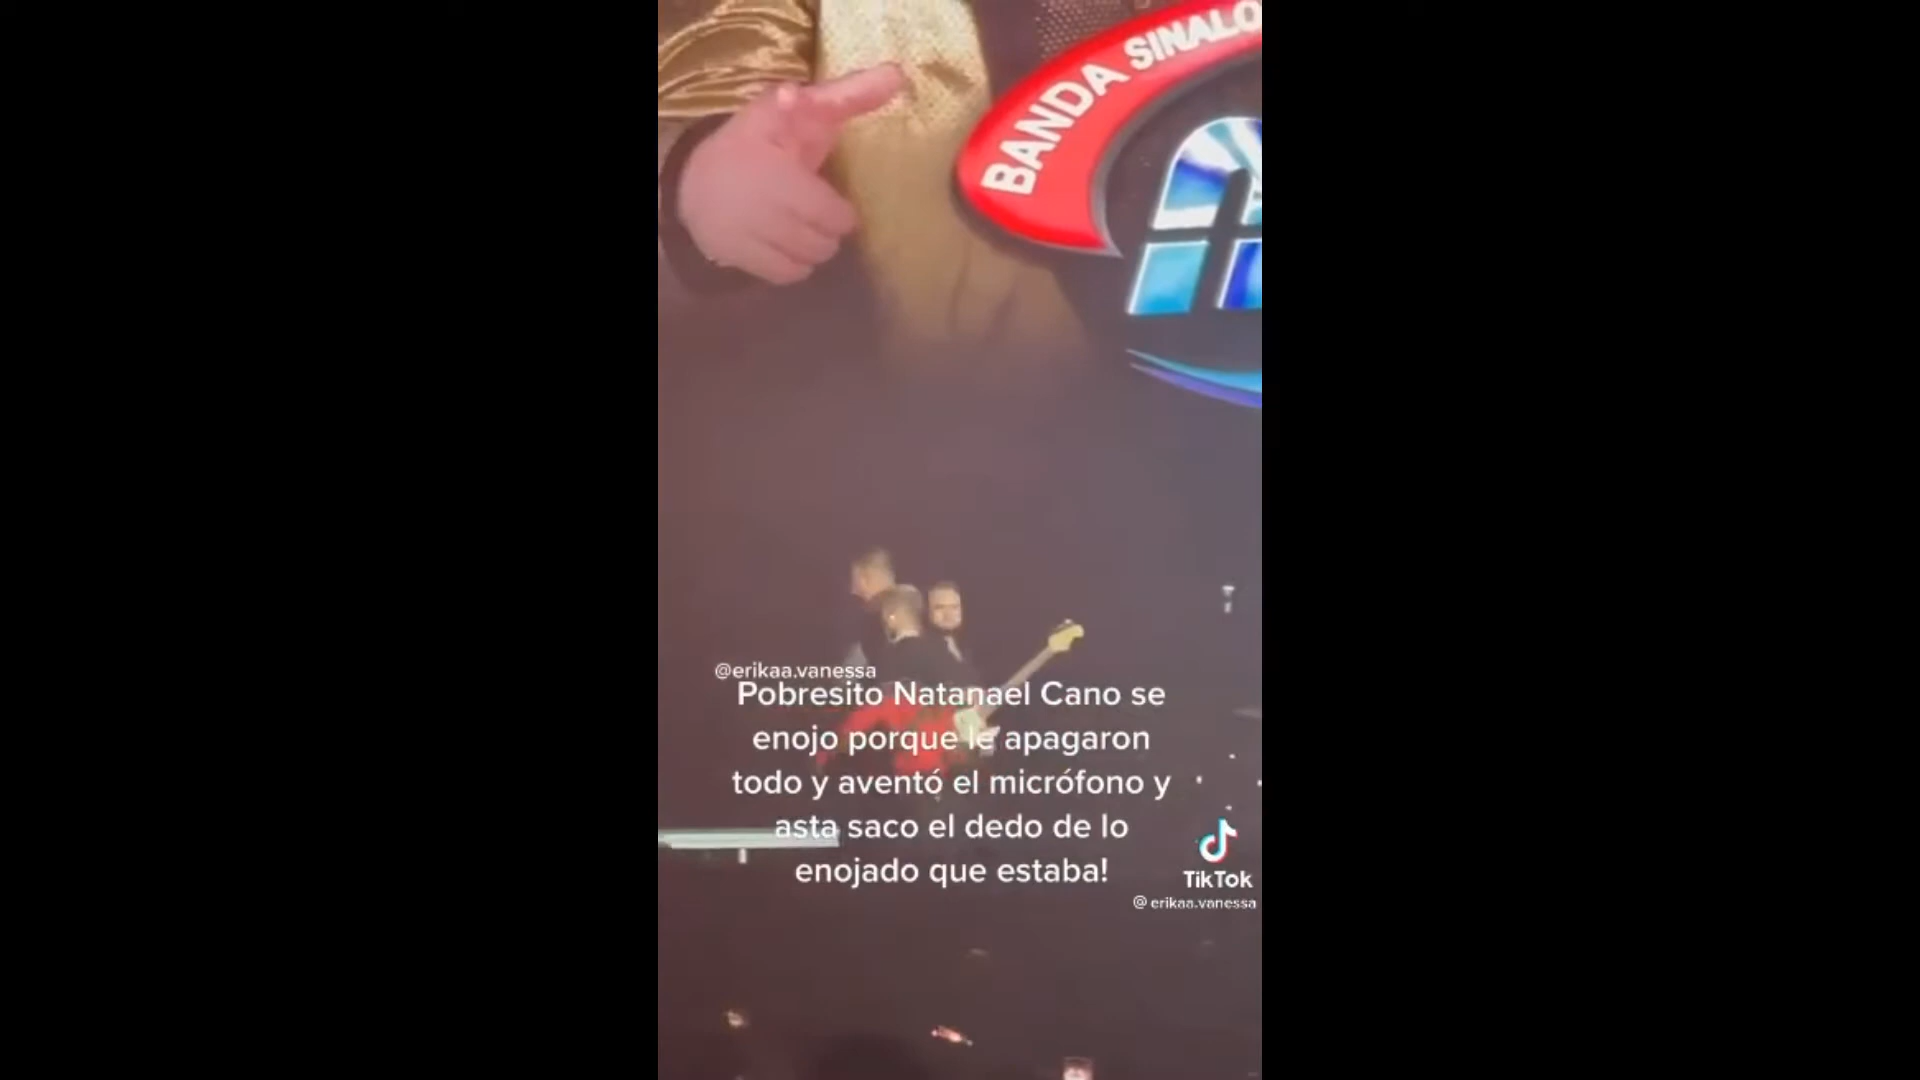 BANDA SINALO
@erikaa.vanessa
Pobresito Natanael Cano se
enojo porque le apagaron
todo y aventó el micrófono y
asta saco el dedo de lo
enojado que estaba!
TikTok
@erikaa.vanessa